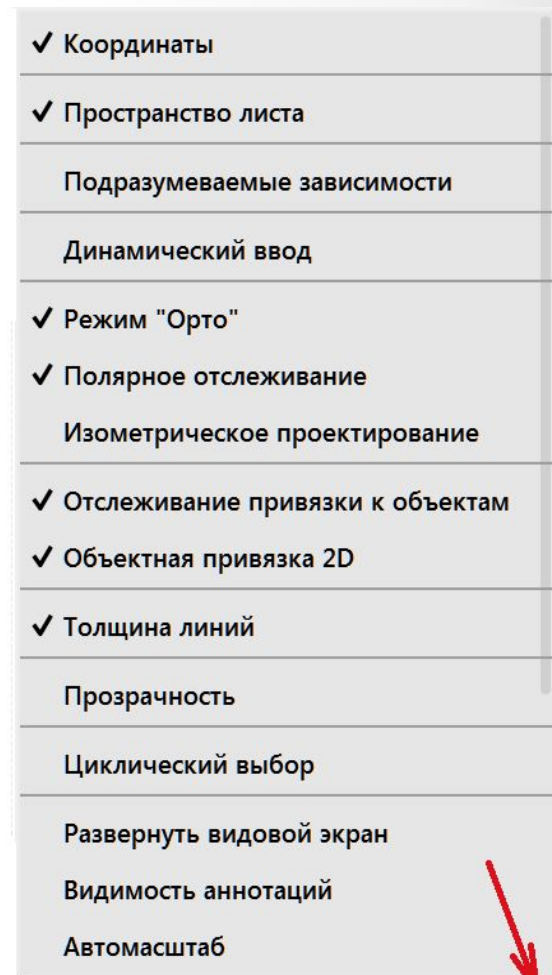 Координаты
Пространство листа
Подразумеваемые зависимости
Динамический ввод
Режим "Орто"
Полярное отслеживание
Изометрическое проектирование
Отслеживание привязки к объектам
Объектная привязка 2D
Толщина линий
Прозрачность
Циклический выбор
Развернуть видовой экран
Видимость аннотаций
Автомасштаб